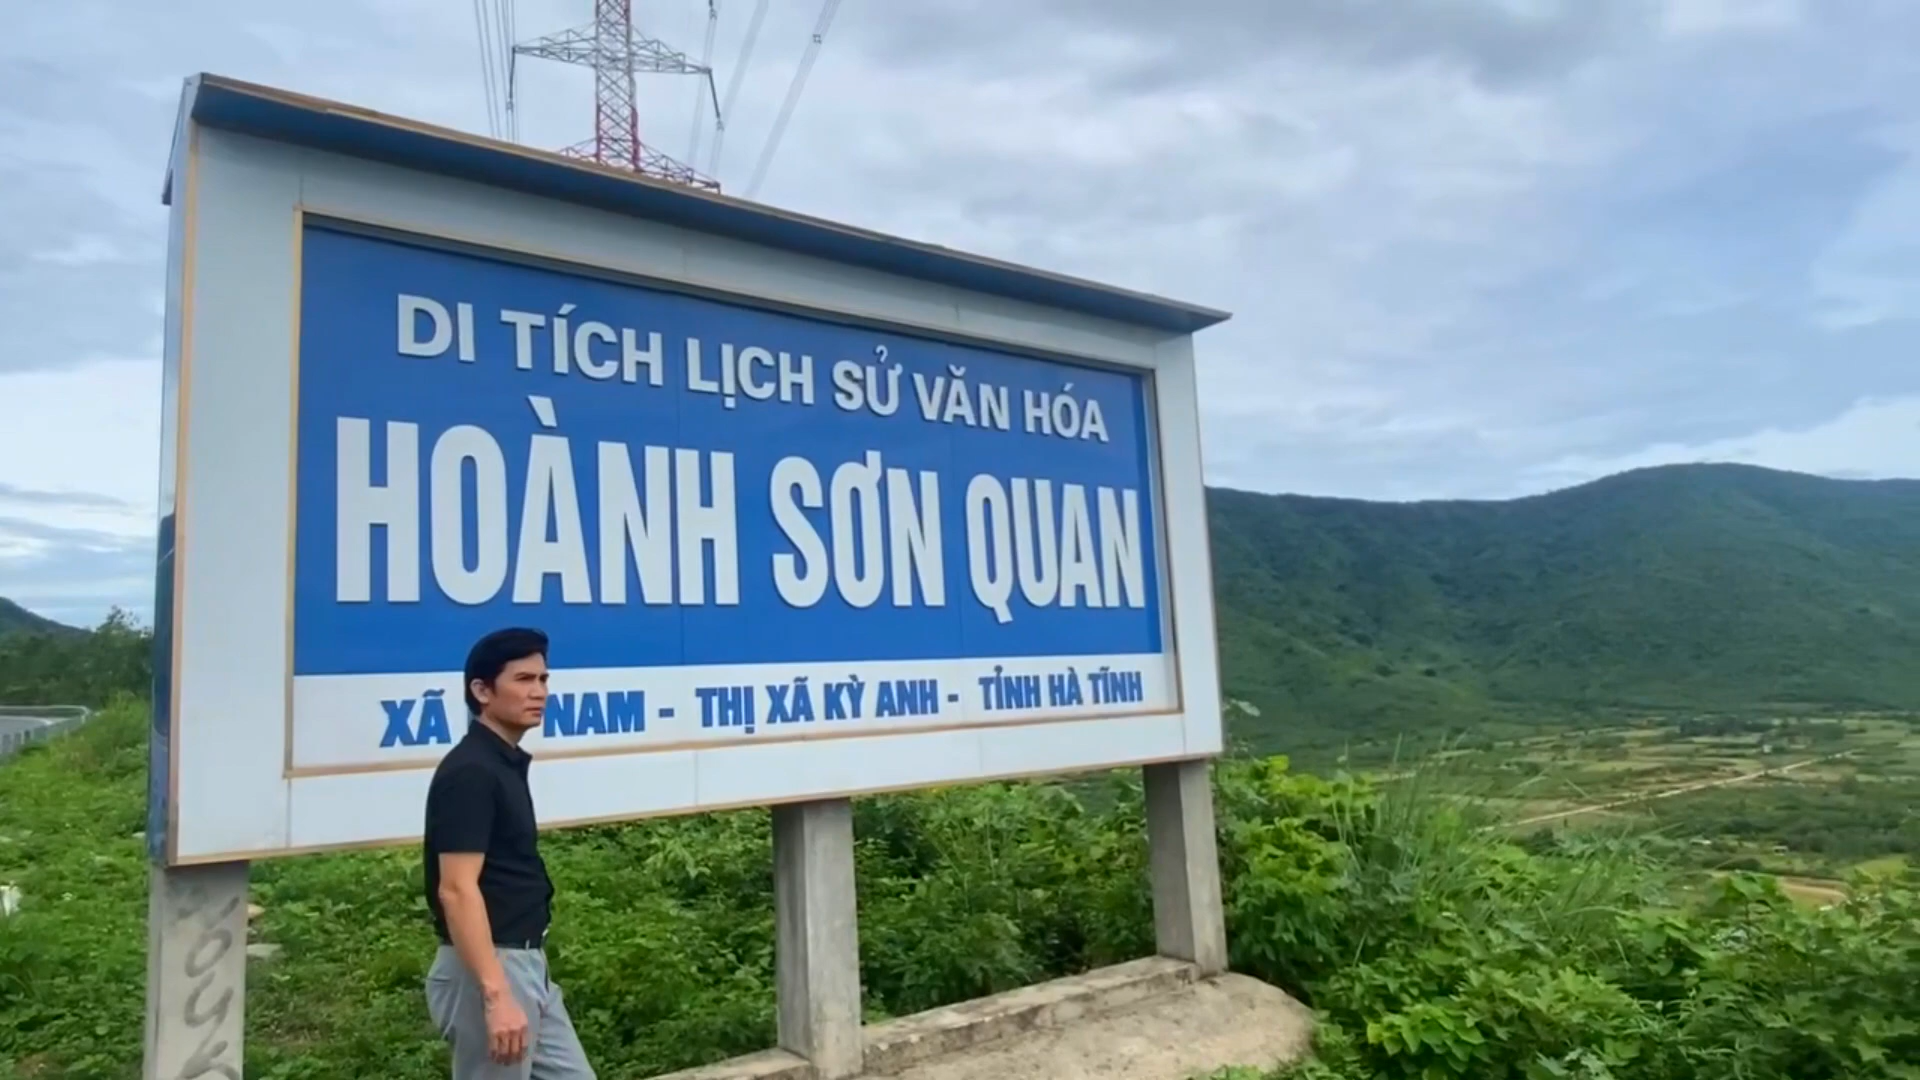 DI TÍCH LỊCH SỬ VĂN HÓA
HOÀNH SƠN QUAN
XÃ NAM - THỊ XÃ KỲ ANH - TỈNH HÀ TĨNH